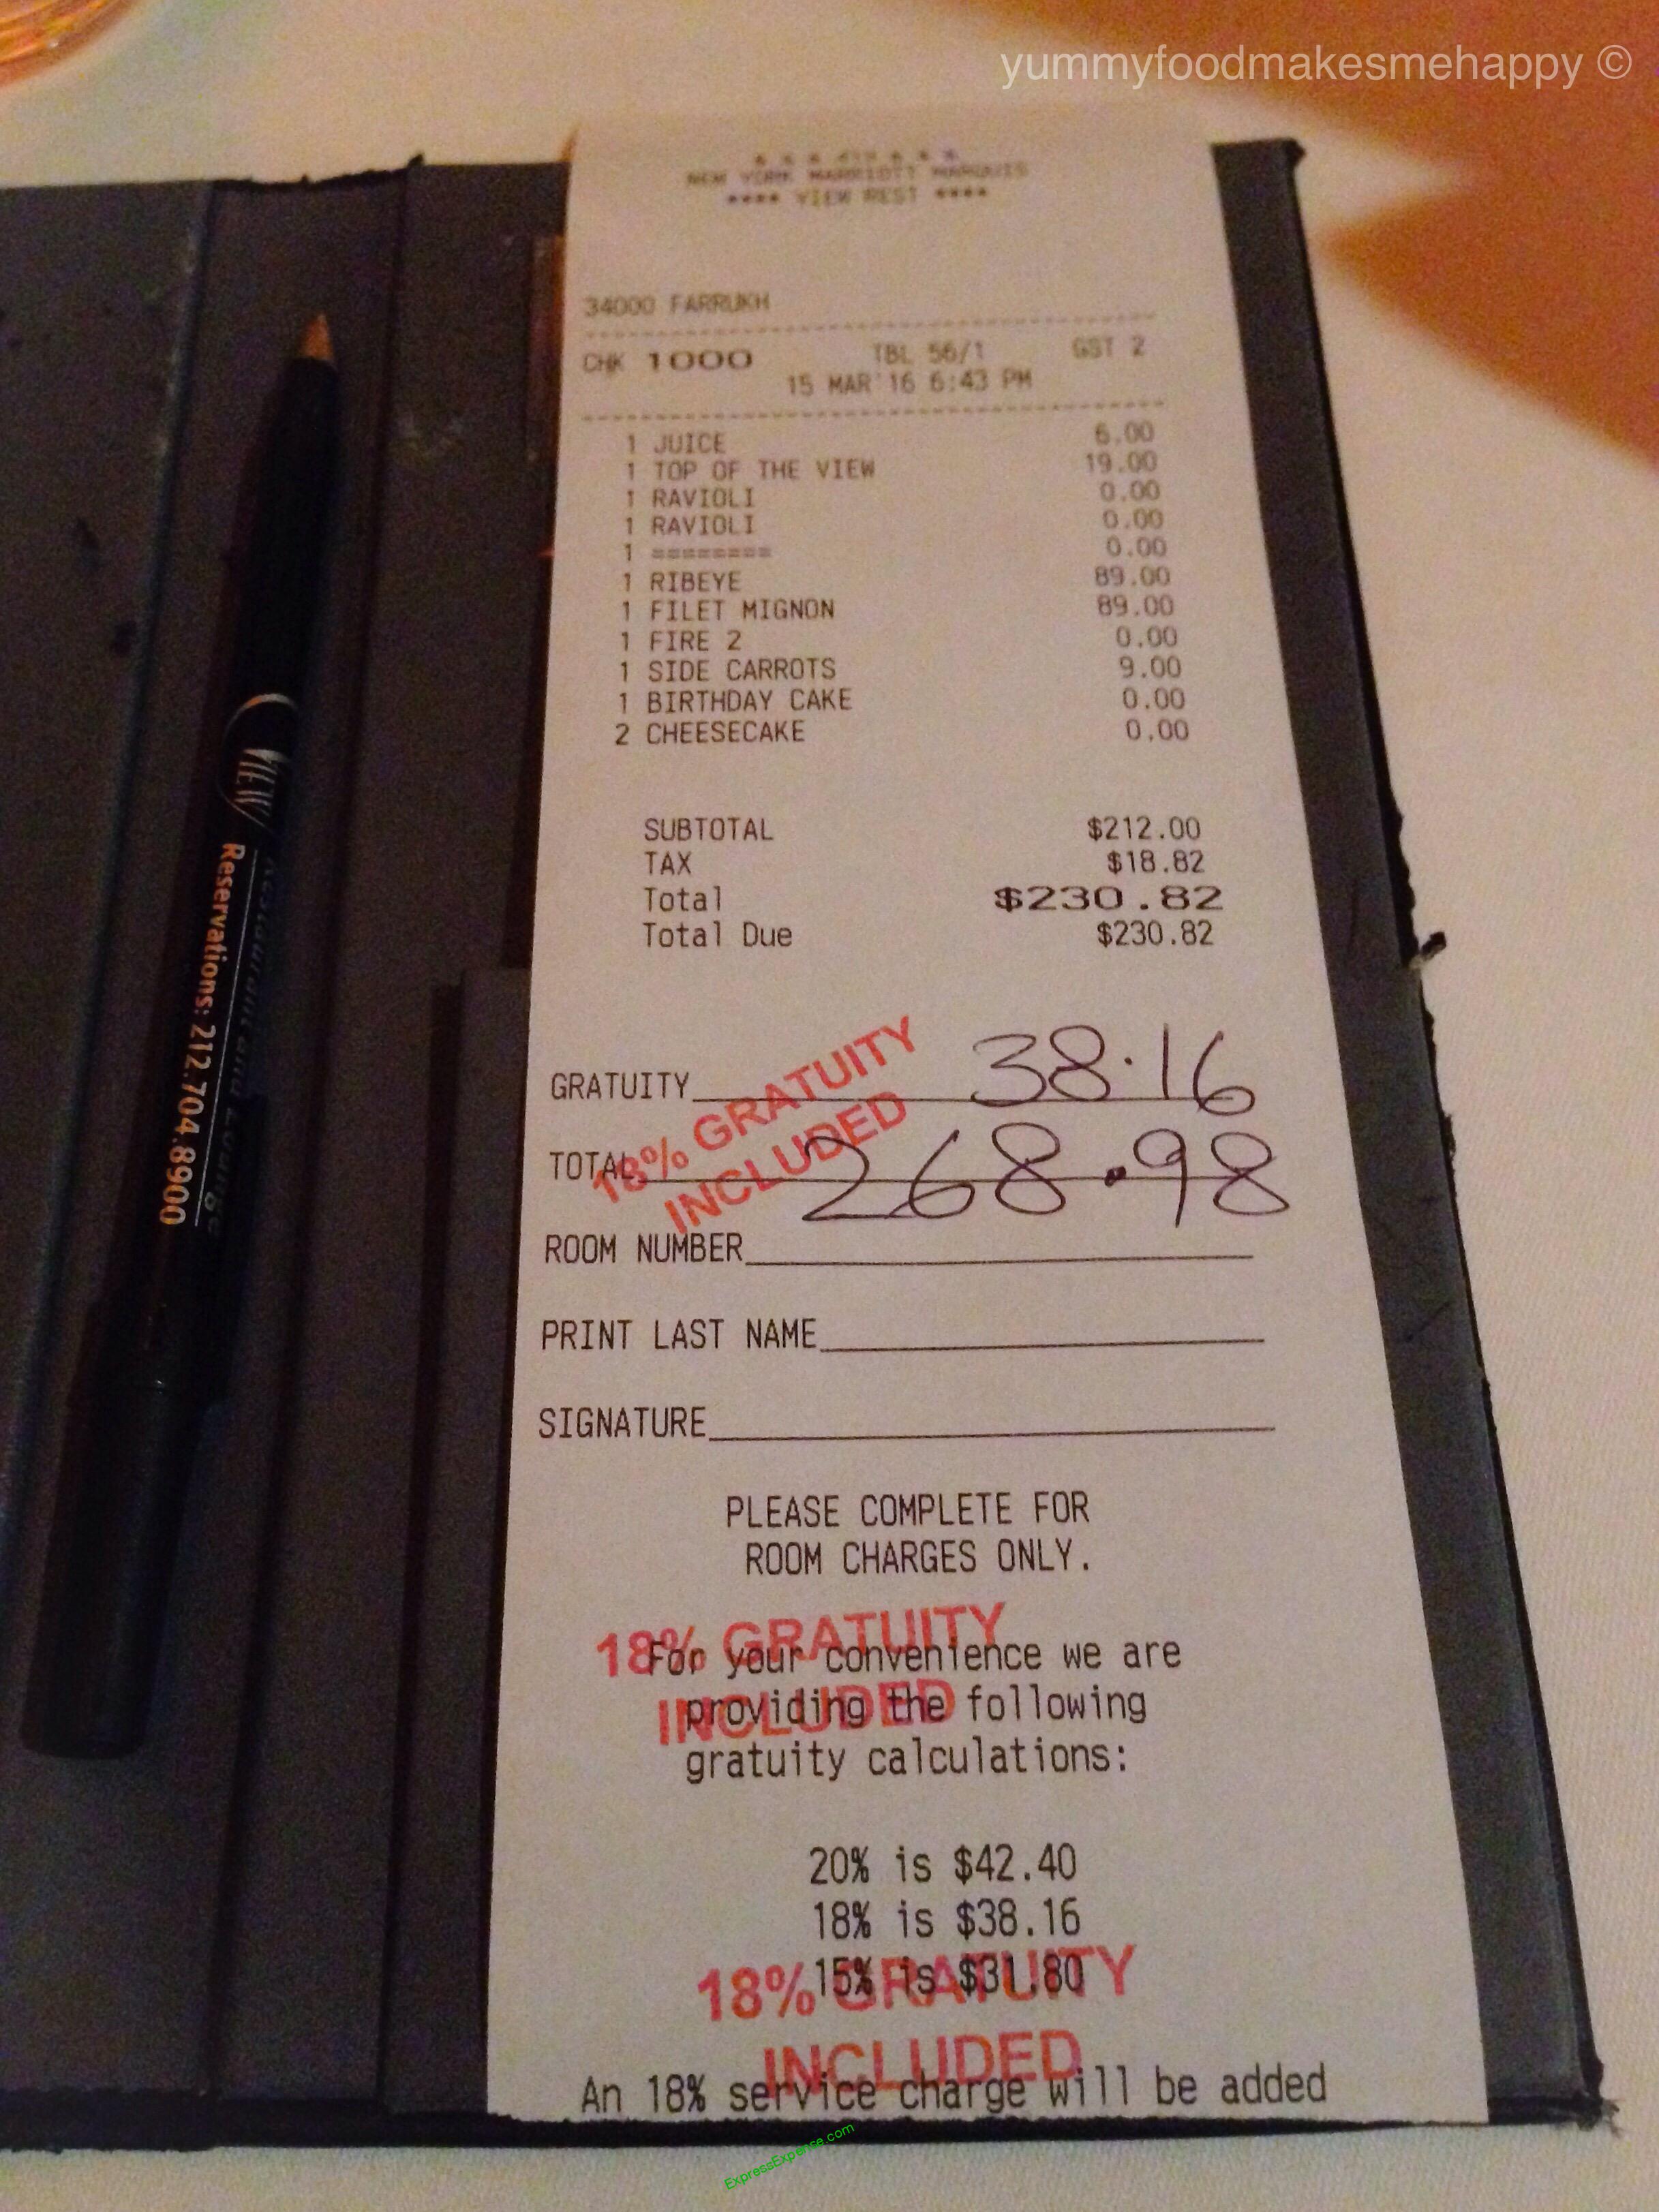 yummyfoodmakesmehappy ©
NEW YORK MARRIOTT MARQUIS
**** VIEW REST ****
34000 FARRUKH
CHK 1000 TBL 56/1 GST 2
15 MAR'16 6:43 PM
1 JUICE 6.00
1 TOP OF THE VIEW 19.00
1 RAVIOLI 0.00
1 RAVIOLI 0.00
1 ======== 0.00
1 RIBEYE 89.00
1 FILET MIGNON 89.00
1 FIRE 2 0.00
1 SIDE CARROTS 9.00
1 BIRTHDAY CAKE 0.00
2 CHEESECAKE 0.00
SUBTOTAL $212.00
TAX $18.82
Total $230.82
Total Due $230.82
GRATUITY 38.16
18% GRATUITY
INCLUDED
TOTAL 268.98
ROOM NUMBER
PRINT LAST NAME
SIGNATURE
PLEASE COMPLETE FOR
ROOM CHARGES ONLY.
18% GRATUITY
INCLUDED
For your convenience we are
providing the following
gratuity calculations:
20% is $42.40
18% is $38.16
15% is $31.80
18% GRATUITY
INCLUDED
An 18% service charge will be added
VIEW
Restaurant and Lounge
Reservations: 212.704.8900
ExpressExpense.com